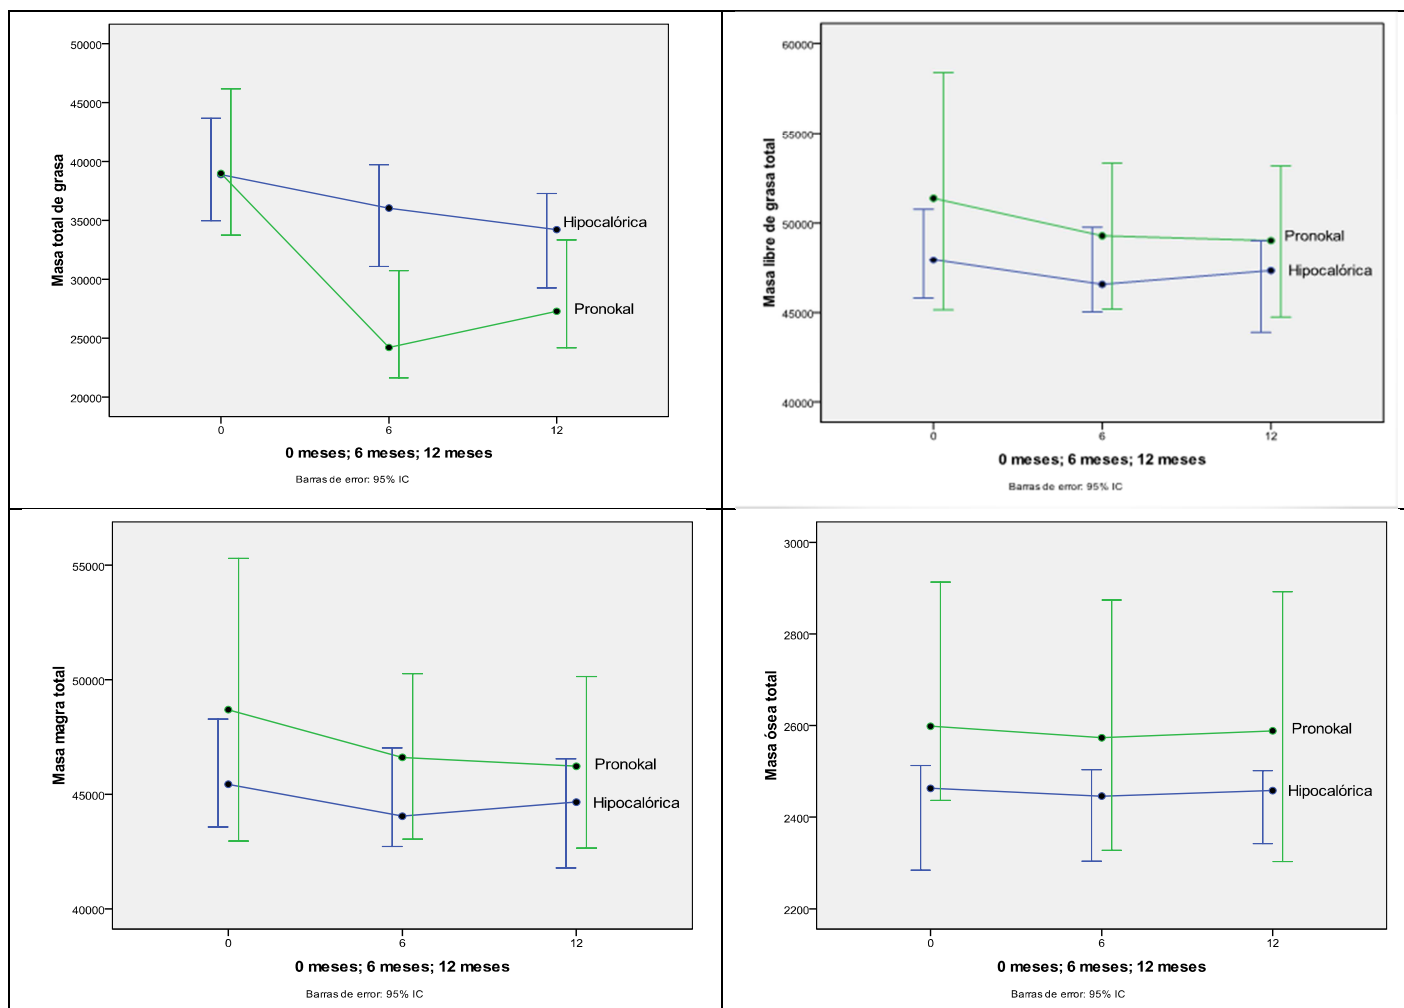 Masa total de grasa
50000
45000
40000
35000
30000
25000
20000
Hipocalórica
Pronokal
0
6
12
0 meses; 6 meses; 12 meses
Barras de error: 95% IC
Masa libre de grasa total
60000
55000
50000
45000
40000
Pronokal
Hipocalórica
0
6
12
0 meses; 6 meses; 12 meses
Barras de error: 95% IC
Masa magra total
55000
50000
45000
40000
Pronokal
Hipocalórica
0
6
12
0 meses; 6 meses; 12 meses
Barras de error: 95% IC
Masa ósea total
3000
2800
2600
2400
2200
Pronokal
Hipocalórica
0
6
12
0 meses; 6 meses; 12 meses
Barras de error: 95% IC